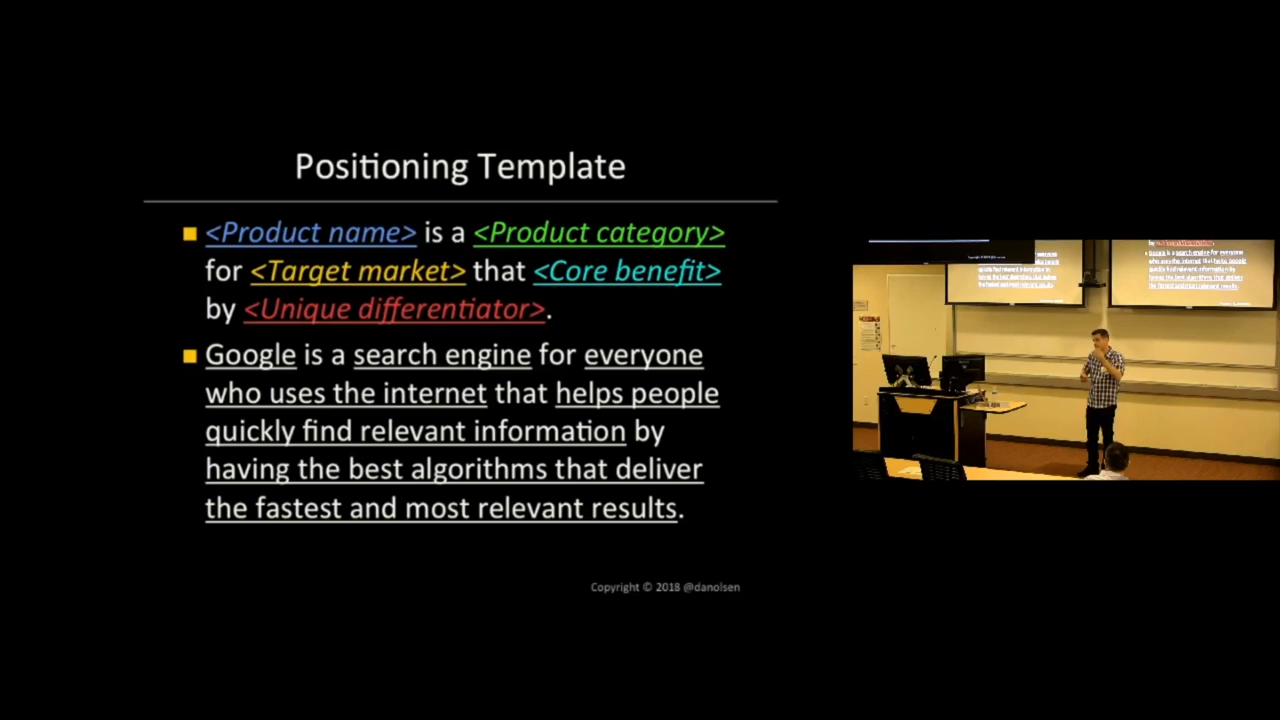 Positioning Template
<Product name> is a <Product category>
for <Target market> that <Core benefit>
by <Unique differentiator>.
Google is a search engine for everyone
who uses the internet that helps people
quickly find relevant information by
having the best algorithms that deliver
the fastest and most relevant results.
Copyright © 2018 @danolsen